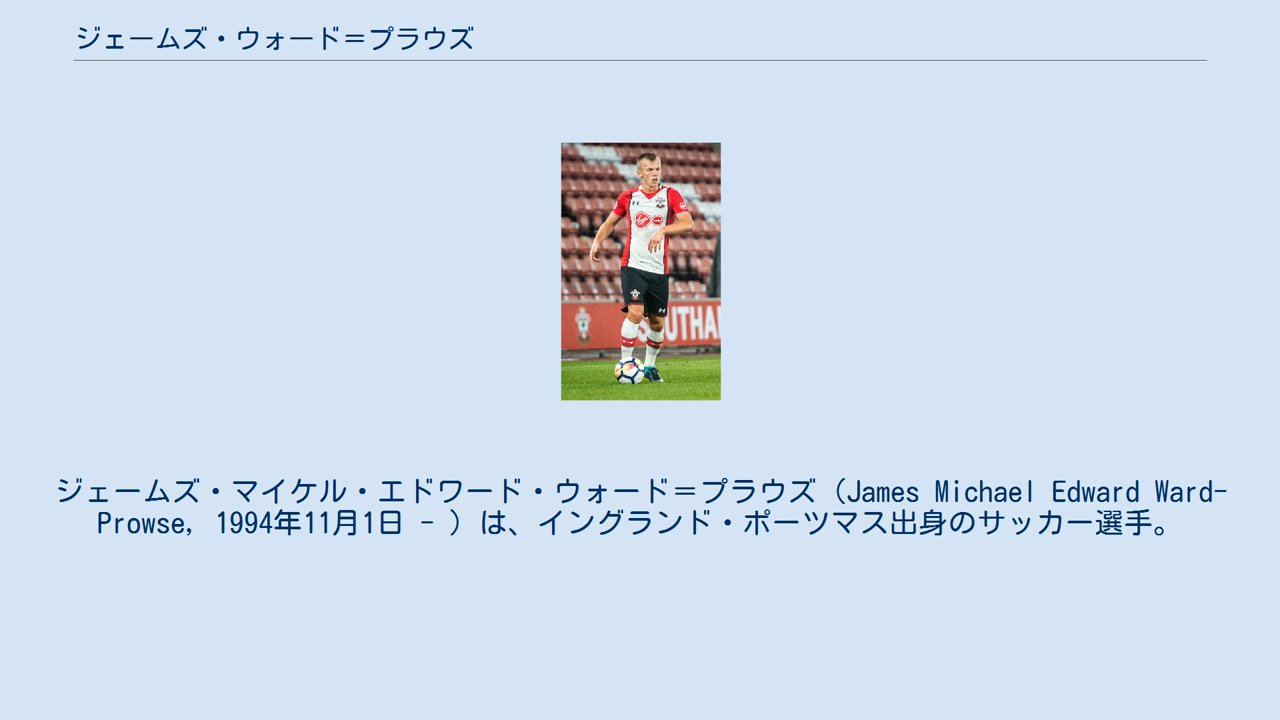 ジェームズ・ウォード＝プラウズ
SOUTHA
ジェームズ・マイケル・エドワード・ウォード＝プラウズ（James Michael Edward Ward-
Prowse, 1994年11月1日 - ）は、イングランド・ポーツマス出身のサッカー選手。